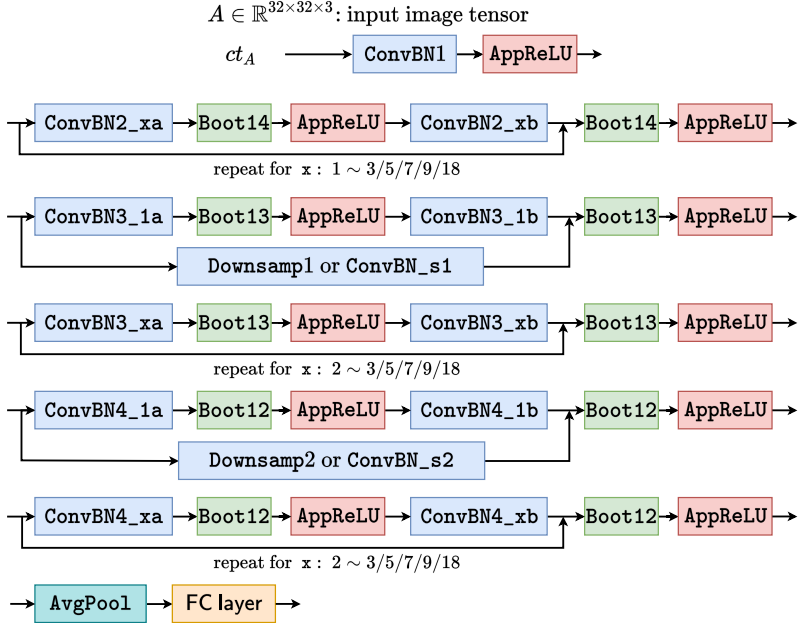 A ∈ ℝ^{32×32×3}: input image tensor
ct_A ConvBN1 AppReLU
ConvBN2_xa Boot14 AppReLU ConvBN2_xb Boot14 AppReLU
repeat for x : 1 ∼ 3/5/7/9/18
ConvBN3_1a Boot13 AppReLU ConvBN3_1b Boot13 AppReLU
Downsamp1 or ConvBN_s1
ConvBN3_xa Boot13 AppReLU ConvBN3_xb Boot13 AppReLU
repeat for x : 2 ∼ 3/5/7/9/18
ConvBN4_1a Boot12 AppReLU ConvBN4_1b Boot12 AppReLU
Downsamp2 or ConvBN_s2
ConvBN4_xa Boot12 AppReLU ConvBN4_xb Boot12 AppReLU
repeat for x : 2 ∼ 3/5/7/9/18
AvgPool FC layer